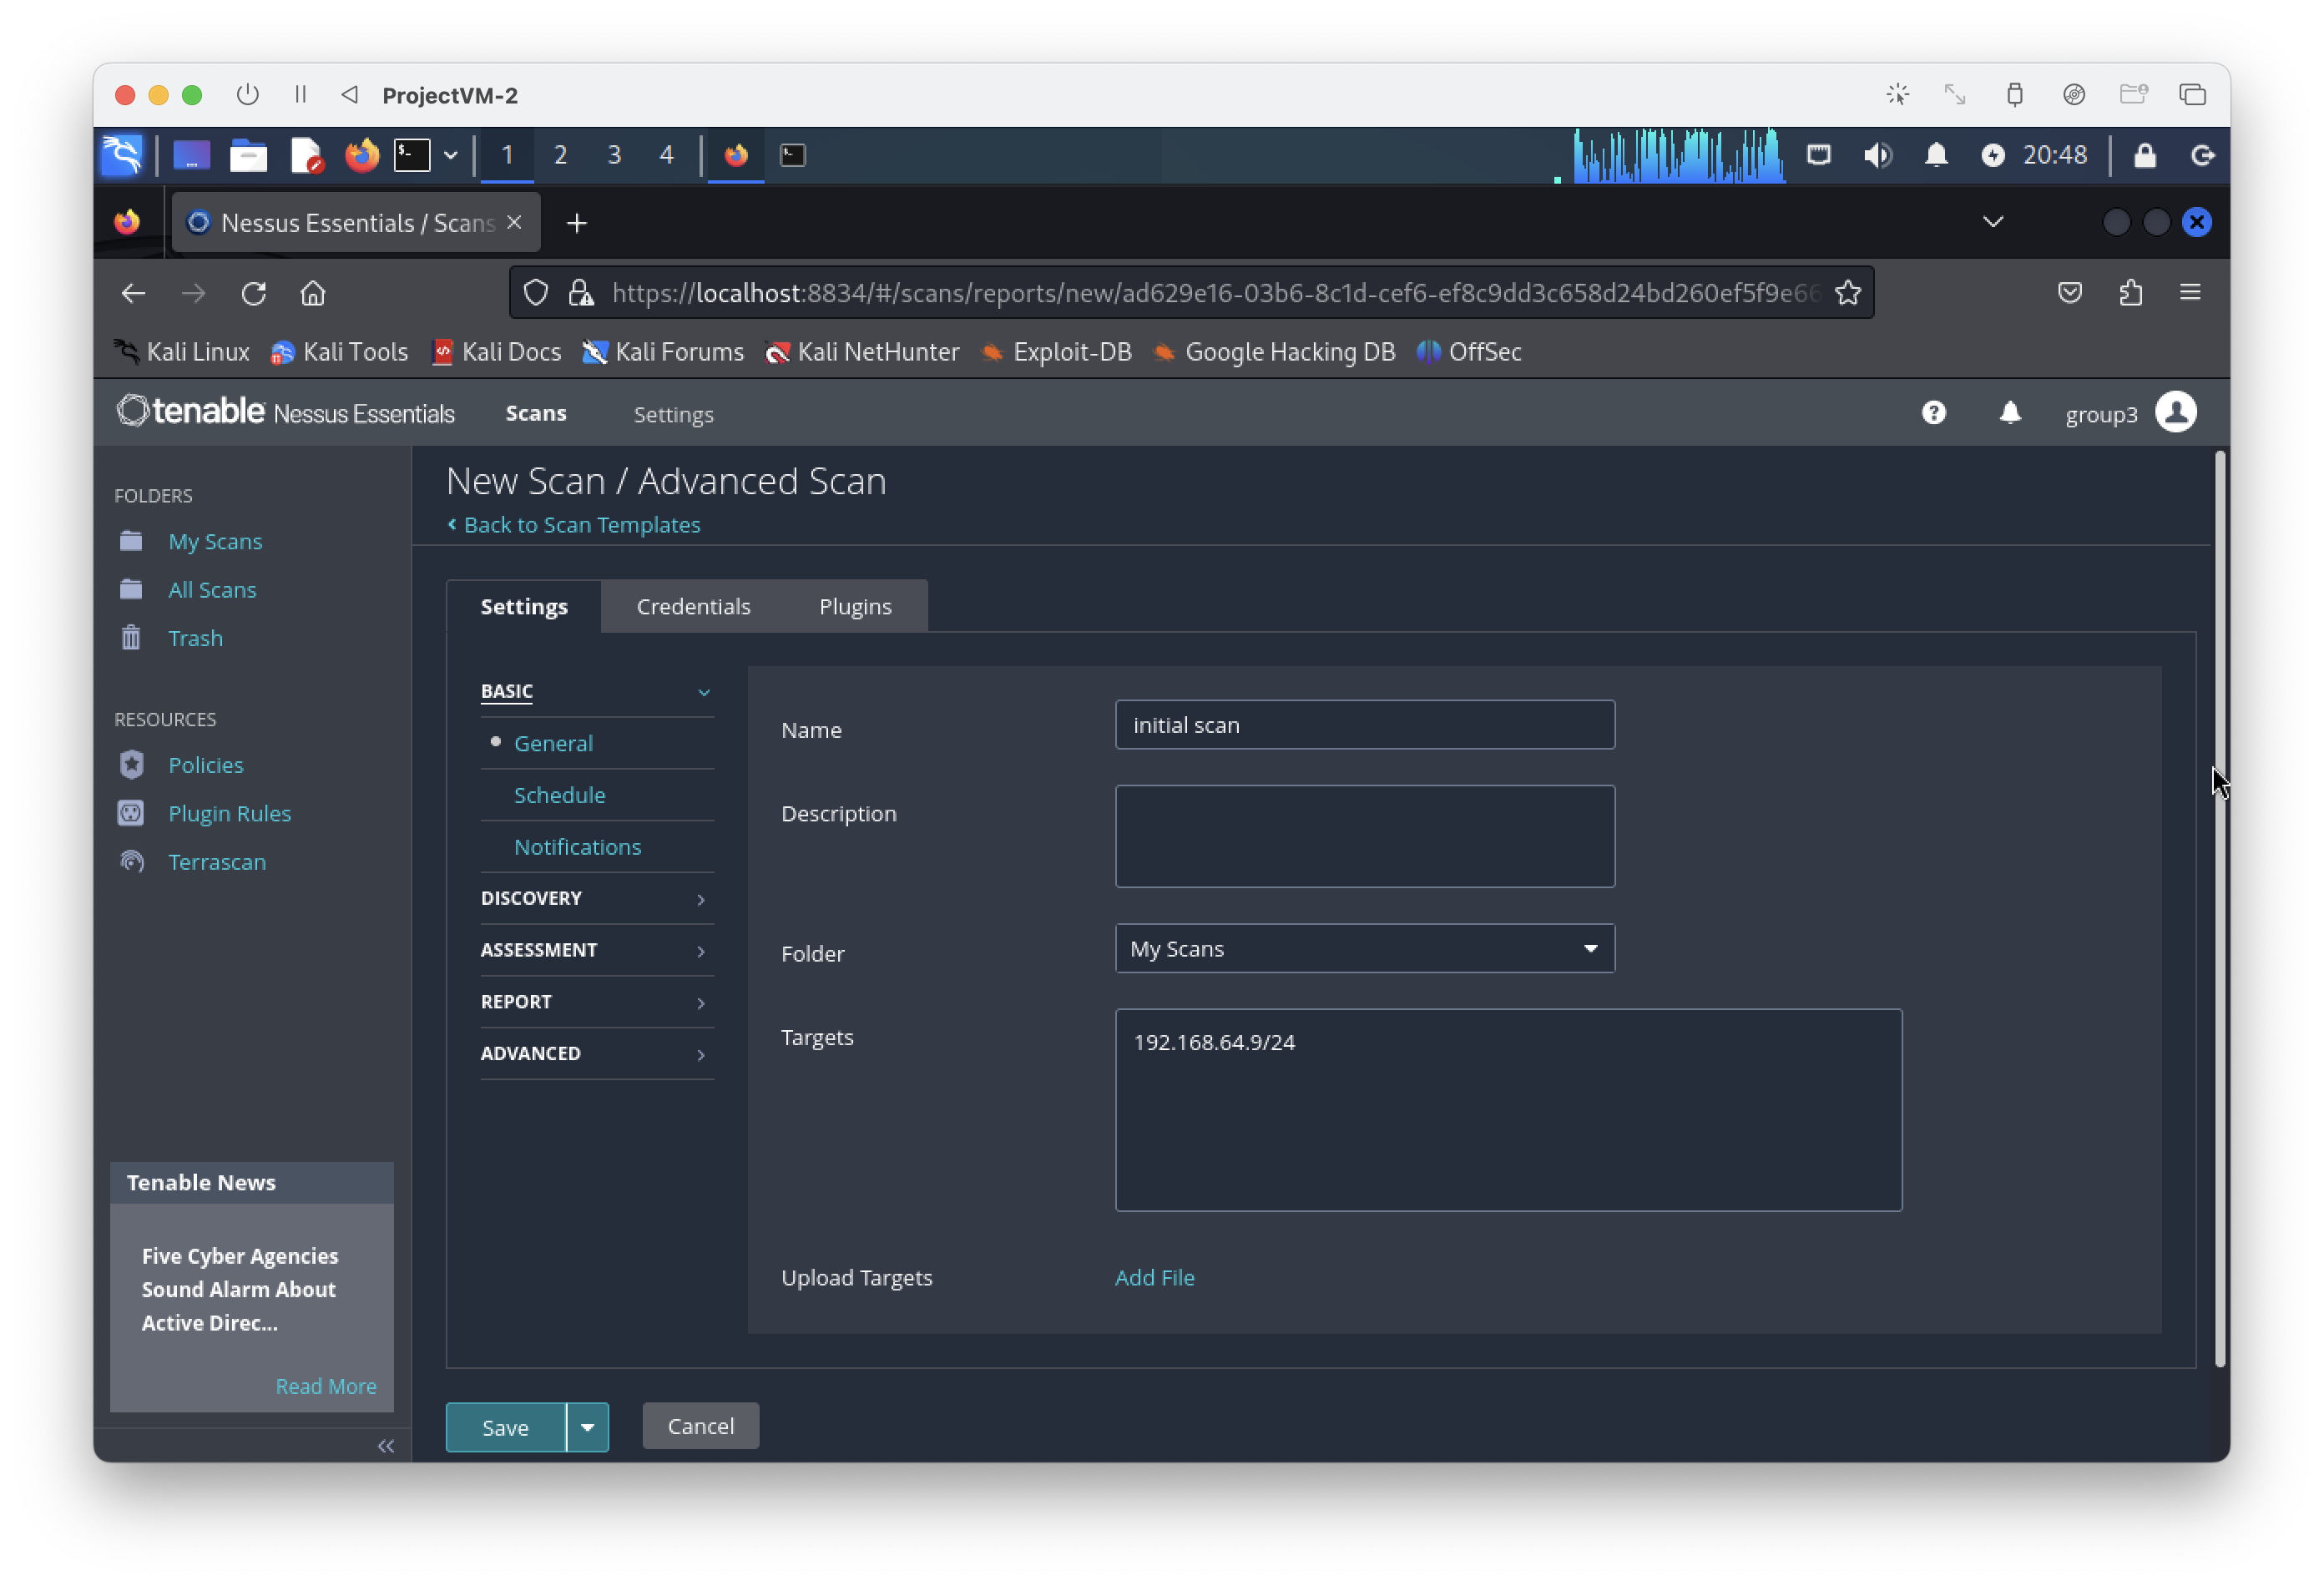 ProjectVM-2
1 2 3 4 20:48
Nessus Essentials / Scans
https://localhost:8834/#/scans/reports/new/ad629e16-03b6-8c1d-cef6-ef8c9dd3c658d24bd260ef5f9e66
Kali Linux Kali Tools Kali Docs Kali Forums Kali NetHunter Exploit-DB Google Hacking DB OffSec
tenable Nessus Essentials Scans Settings group3
FOLDERS
My Scans
All Scans
Trash
RESOURCES
Policies
Plugin Rules
Terrascan
Tenable News
Five Cyber Agencies
Sound Alarm About
Active Direc...
Read More
New Scan / Advanced Scan
Back to Scan Templates
Settings Credentials Plugins
BASIC
General
Schedule
Notifications
DISCOVERY
ASSESSMENT
REPORT
ADVANCED
Name initial scan
Description
Folder My Scans
Targets 192.168.64.9/24
Upload Targets Add File
Save Cancel